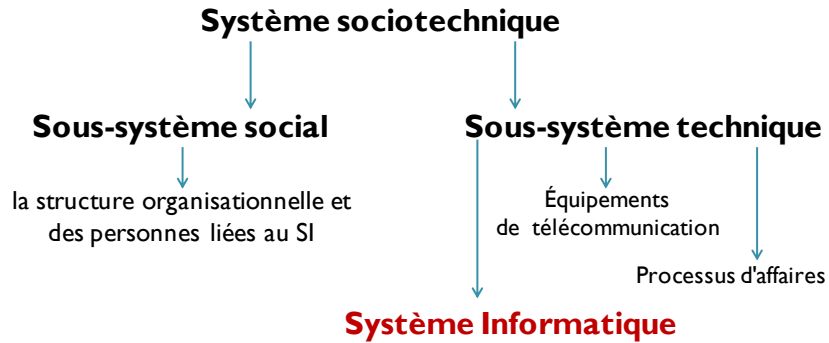 Système sociotechnique
Sous-système social
Sous-système technique
la structure organisationnelle et
des personnes liées au SI
Équipements
de télécommunication
Processus d'affaires
Système Informatique